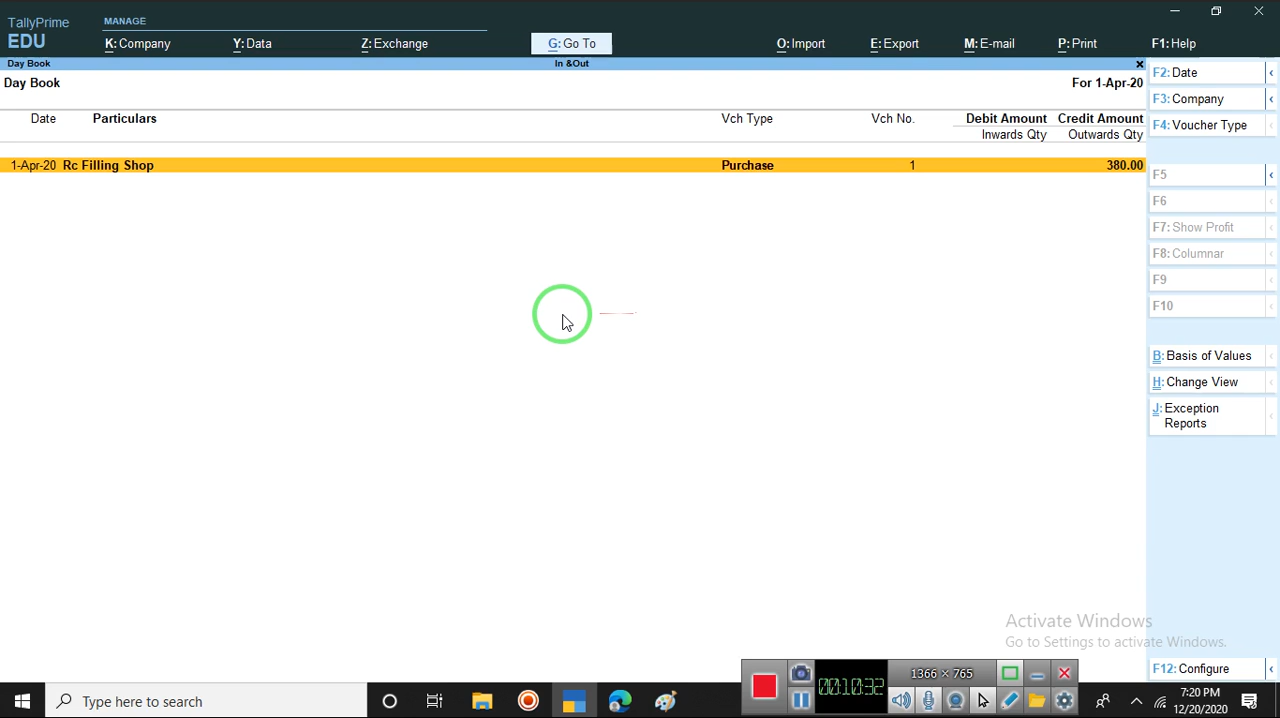 TallyPrime
MANAGE
EDU
K: Company
Y: Data
Z: Exchange
G: Go To
O: Import
E: Export
M: E-mail
P: Print
F1: Help
Day Book
In &Out
Day Book
For 1-Apr-20
Date
Particulars
Vch Type
Vch No.
Debit Amount
Credit Amount
Inwards Qty
Outwards Qty
1-Apr-20
Rc Filling Shop
Purchase
1
380.00
F2: Date
F3: Company
F4: Voucher Type
F5
F6
F7: Show Profit
F8: Columnar
F9
F10
B: Basis of Values
H: Change View
J: Exception
Reports
Activate Windows
Go to Settings to activate Windows.
F12: Configure
1366 × 765
00:10:32
Type here to search
7:20 PM
12/20/2020